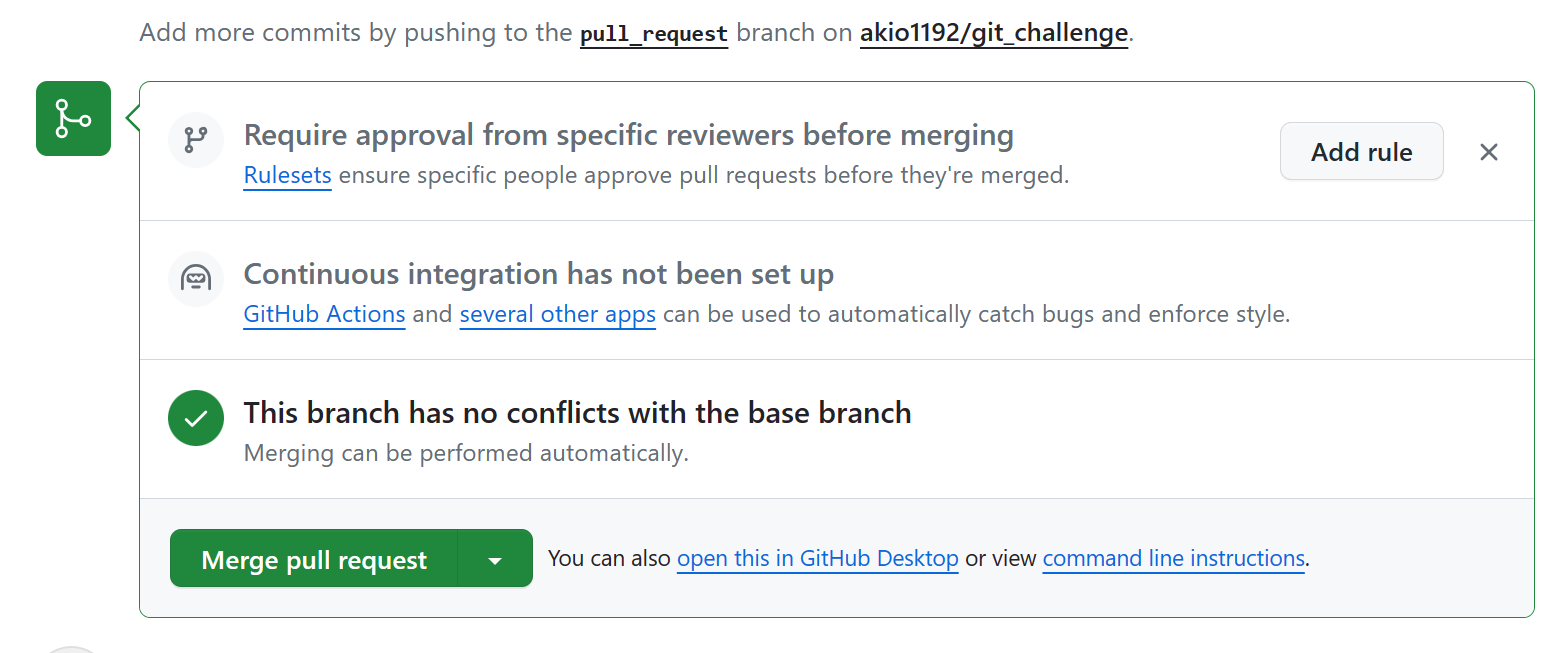 Add more commits by pushing to the pull_request branch on akio1192/git_challenge.
Require approval from specific reviewers before merging
Add rule
Rulesets ensure specific people approve pull requests before they're merged.
Continuous integration has not been set up
GitHub Actions and several other apps can be used to automatically catch bugs and enforce style.
This branch has no conflicts with the base branch
Merging can be performed automatically.
Merge pull request
You can also open this in GitHub Desktop or view command line instructions.